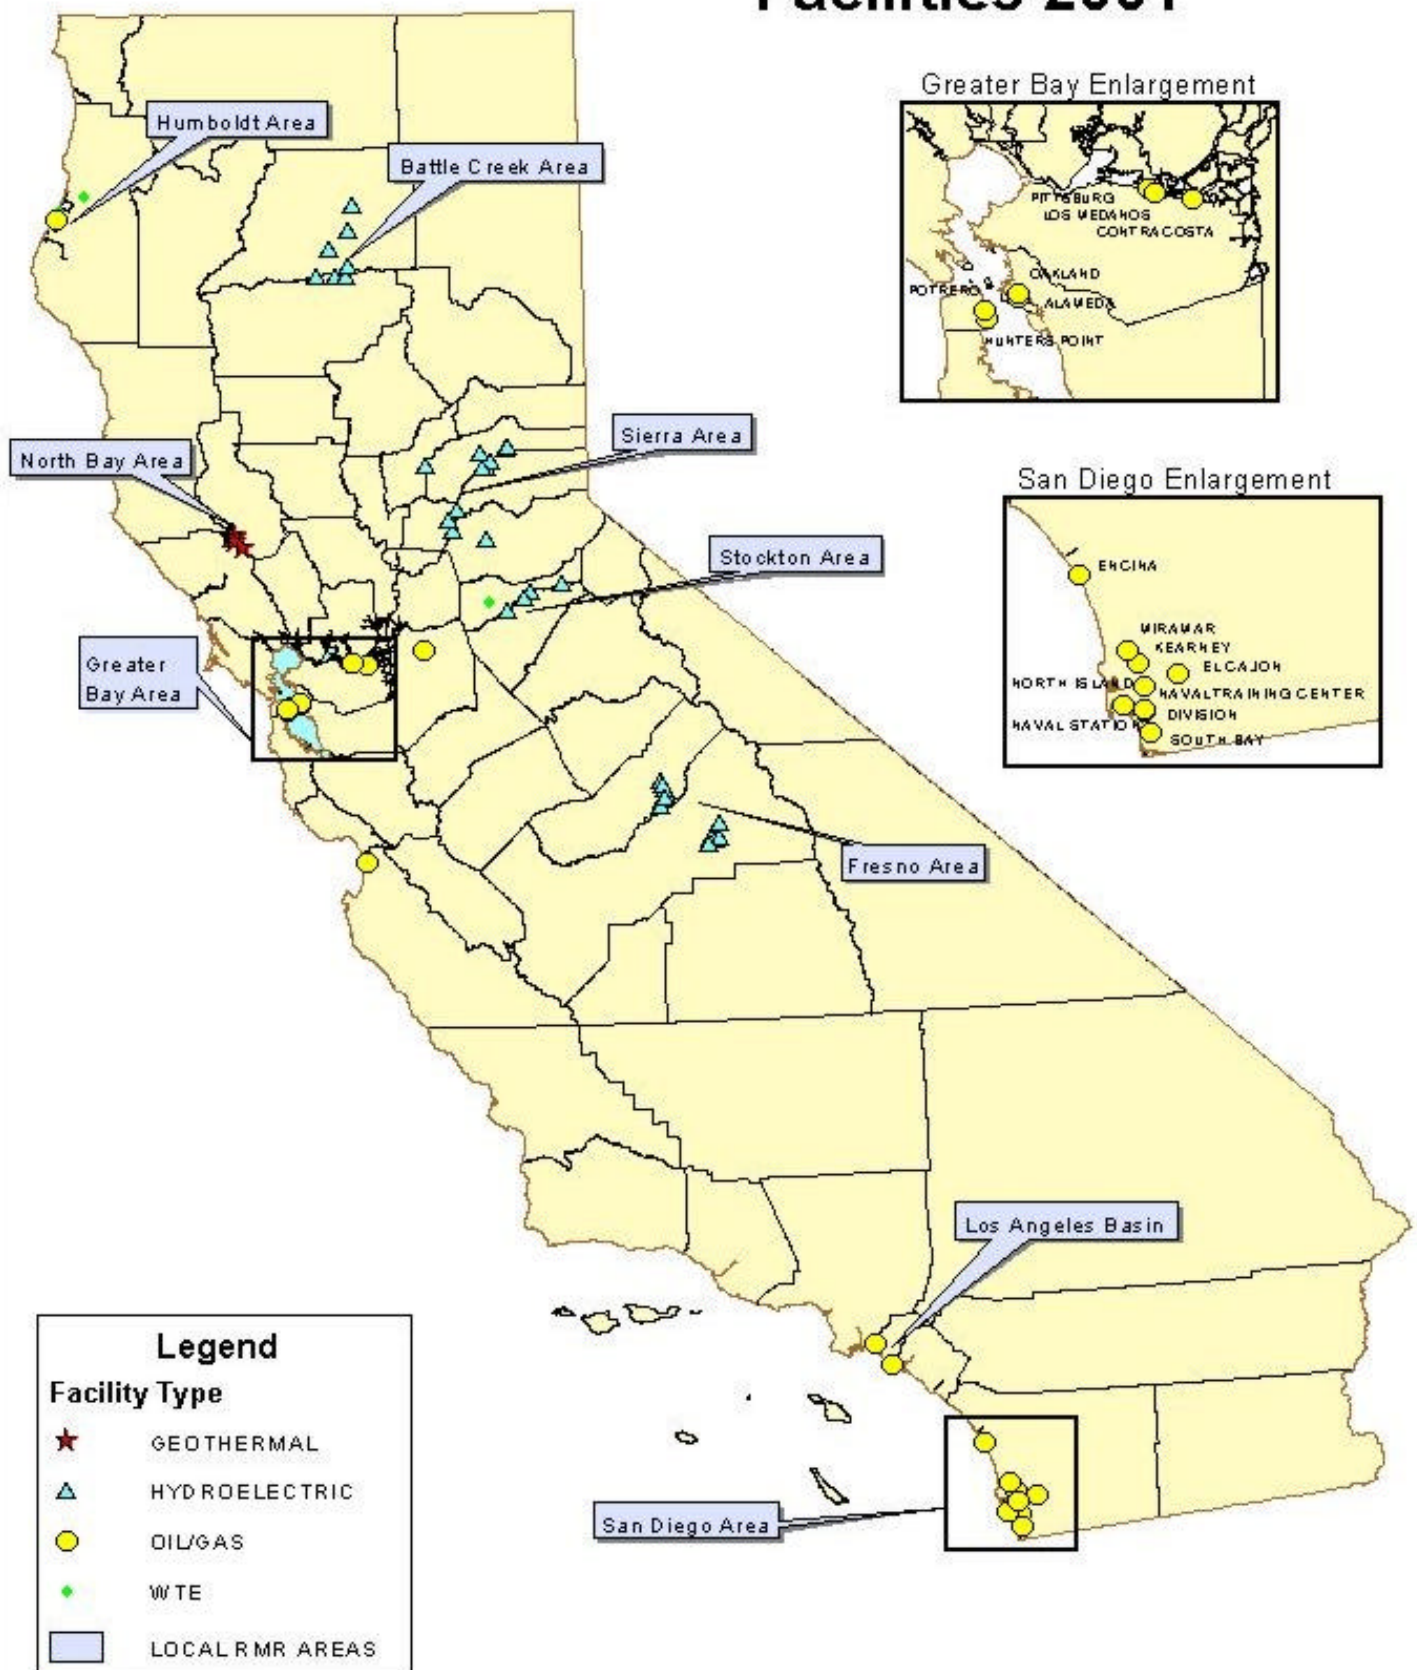 Facilities 2001
Greater Bay Enlargement
PITTSBURG
LOS MEDANOS
CONTRA COSTA
OAKLAND
POTRERO
ALAMEDA
HUNTERS POINT
Humboldt Area
Battle Creek Area
Sierra Area
North Bay Area
San Diego Enlargement
ENCINA
MIRAMAR
KEARNEY
EL CAJON
NORTH ISLAND
NAVAL TRAINING CENTER
DIVISION
NAVAL STATION
SOUTH BAY
Stockton Area
Greater
Bay Area
Fresno Area
Los Angeles Basin
San Diego Area
Legend
Facility Type
GEOTHERMAL
HYDROELECTRIC
OIL/GAS
WTE
LOCAL RMR AREAS